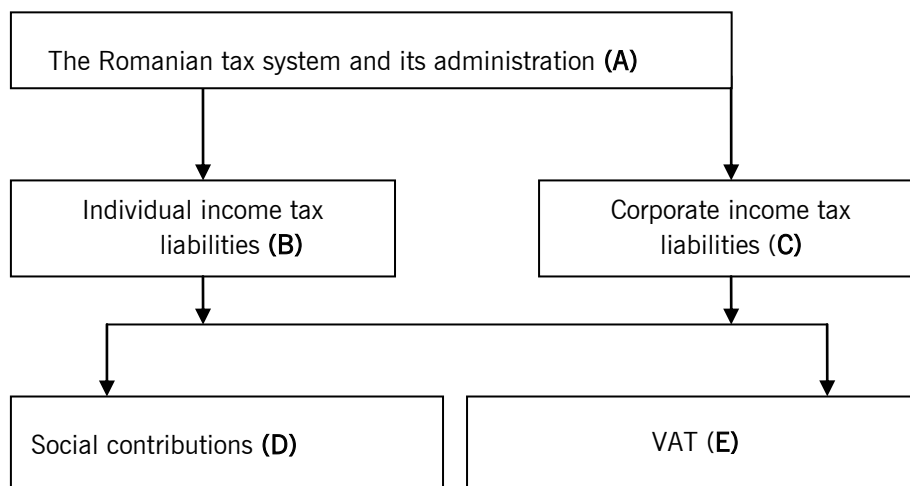 The Romanian tax system and its administration (A)
Individual income tax
liabilities (B)
Corporate income tax
liabilities (C)
Social contributions (D)
VAT (E)